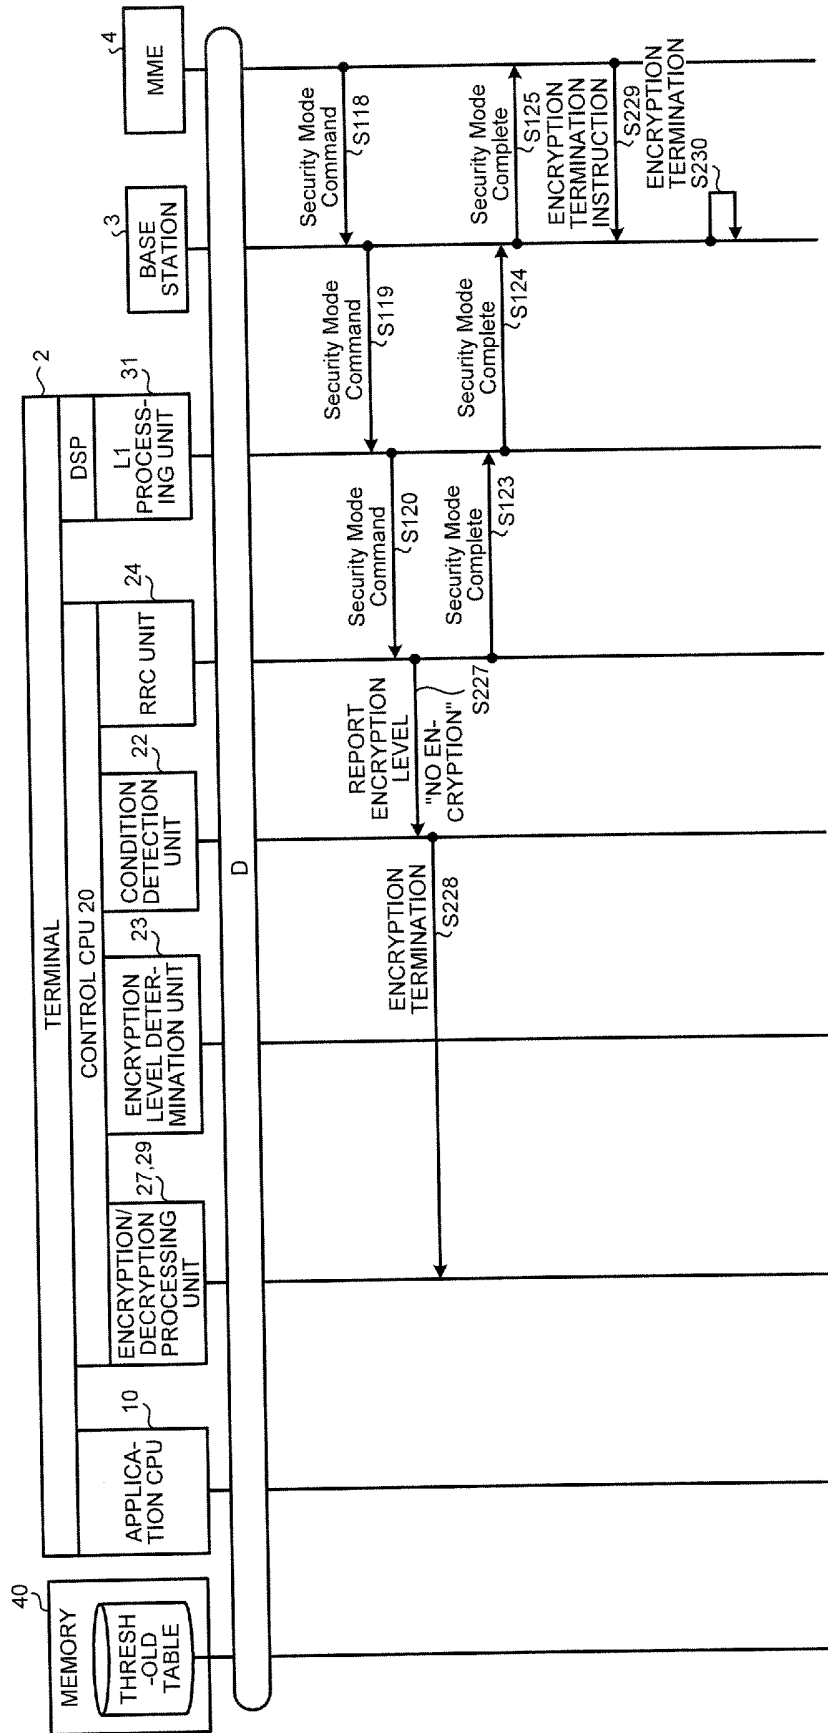 40
MEMORY
THRESH
-OLD
TABLE
TERMINAL
2
10
APPLICA-
TION CPU
CONTROL CPU 20
27,29
ENCRYPTION/
DECRYPTION
PROCESSING
UNIT
23
ENCRYPTION
LEVEL DETER-
MINATION UNIT
22
CONDITION
DETECTION
UNIT
24
RRC UNIT
DSP
31
L1
PROCESS-
ING UNIT
3
BASE
STATION
4
MME
D
Security Mode
Command
S118
Security Mode
Command
S119
Security Mode
Command
S120
REPORT
ENCRYPTION
LEVEL
"NO EN-
CRYPTION"
S227
ENCRYPTION
TERMINATION
S228
Security Mode
Complete
S123
Security Mode
Complete
S124
Security Mode
Complete
S125
ENCRYPTION
TERMINATION
INSTRUCTION
S229
ENCRYPTION
TERMINATION
S230